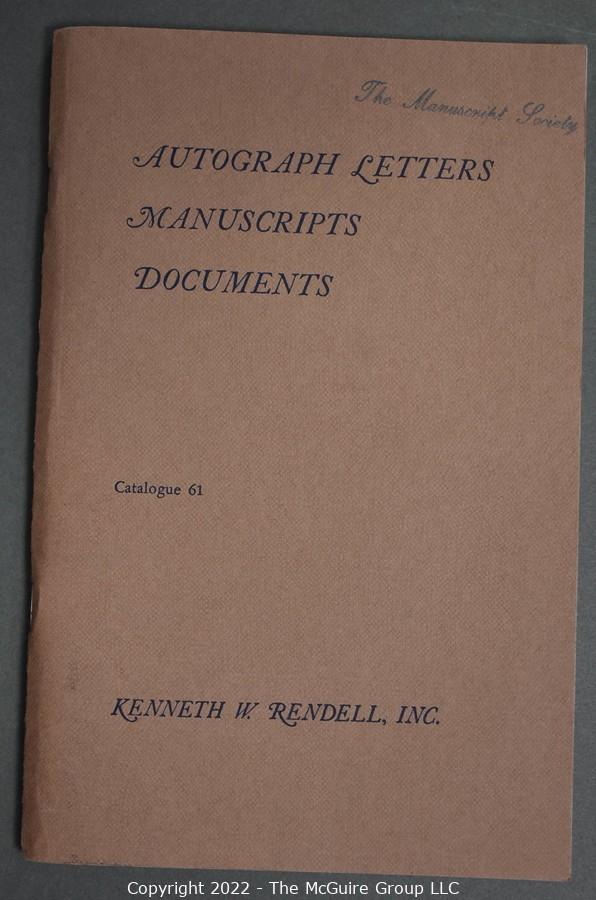 The Manuscript Society
AUTOGRAPH LETTERS
MANUSCRIPTS
DOCUMENTS
Catalogue 61
KENNETH W. RENDELL, INC.
Copyright 2022 - The McGuire Group LLC